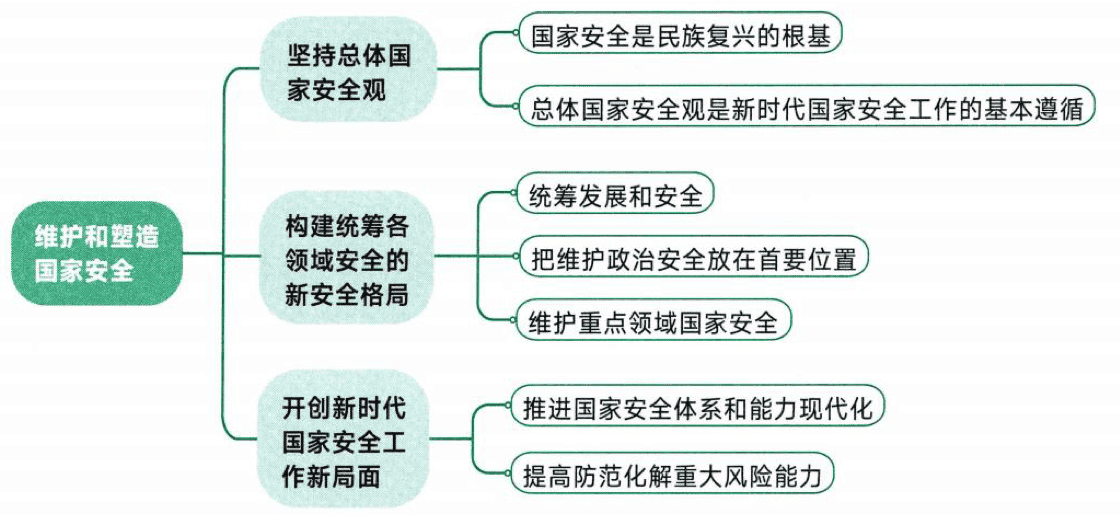 维护和塑造
国家安全
坚持总体国
家安全观
国家安全是民族复兴的根基
总体国家安全观是新时代国家安全工作的基本遵循
构建统筹各
领域安全的
新安全格局
统筹发展和安全
把维护政治安全放在首要位置
维护重点领域国家安全
开创新时代
国家安全工
作新局面
推进国家安全体系和能力现代化
提高防范化解重大风险能力